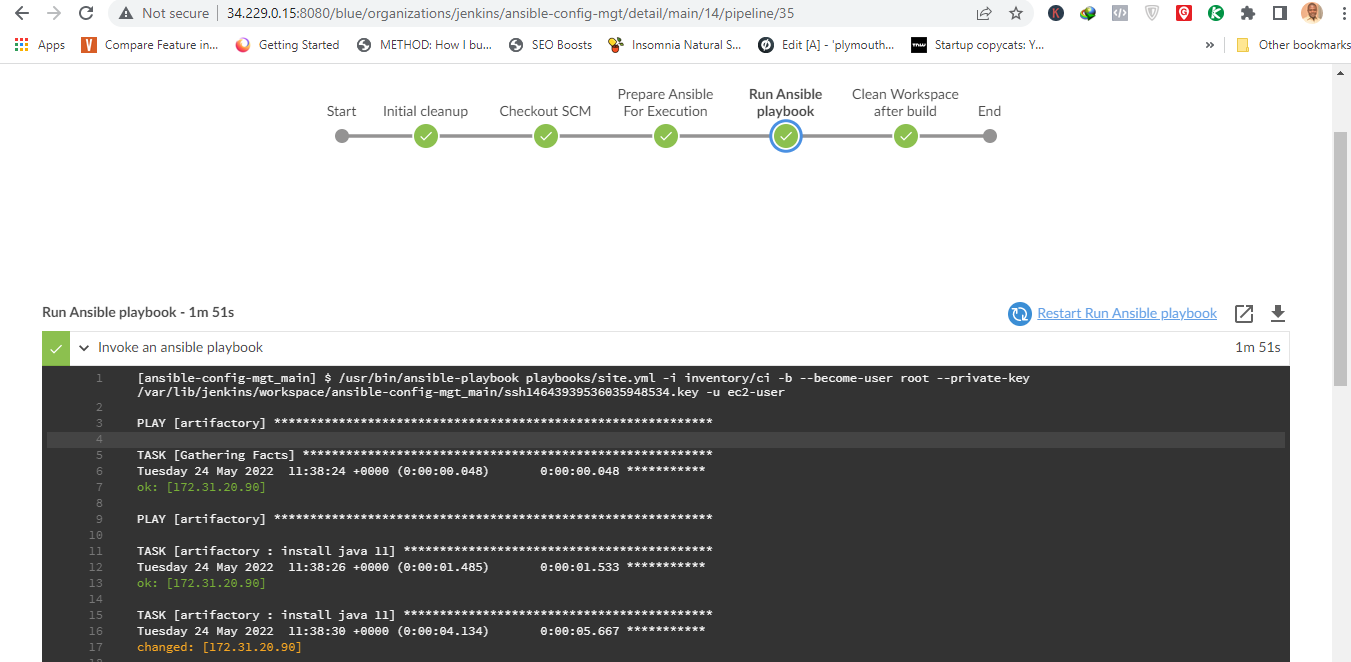 Not secure | 34.229.0.15:8080/blue/organizations/jenkins/ansible-config-mgt/detail/main/14/pipeline/35
Apps Compare Feature in... Getting Started METHOD: How I bu... SEO Boosts Insomnia Natural S... Edit [A] - 'plymouth... Startup copycats: Y... » Other bookmarks
Start Initial cleanup Checkout SCM Prepare Ansible For Execution Run Ansible playbook Clean Workspace after build End
Run Ansible playbook - 1m 51s Restart Run Ansible playbook
Invoke an ansible playbook 1m 51s
1 [ansible-config-mgt_main] $ /usr/bin/ansible-playbook playbooks/site.yml -i inventory/ci -b --become-user root --private-key
/var/lib/jenkins/workspace/ansible-config-mgt_main/ssh14643939536035948534.key -u ec2-user
2
3 PLAY [artifactory] *************************************************************
4
5 TASK [Gathering Facts] *********************************************************
6 Tuesday 24 May 2022  11:38:24 +0000 (0:00:00.048)       0:00:00.048 ***********
7 ok: [172.31.20.90]
8
9 PLAY [artifactory] *************************************************************
10
11 TASK [artifactory : install java 11] *******************************************
12 Tuesday 24 May 2022  11:38:26 +0000 (0:00:01.485)       0:00:01.533 ***********
13 ok: [172.31.20.90]
14
15 TASK [artifactory : install java 11] *******************************************
16 Tuesday 24 May 2022  11:38:30 +0000 (0:00:04.134)       0:00:05.667 ***********
17 changed: [172.31.20.90]